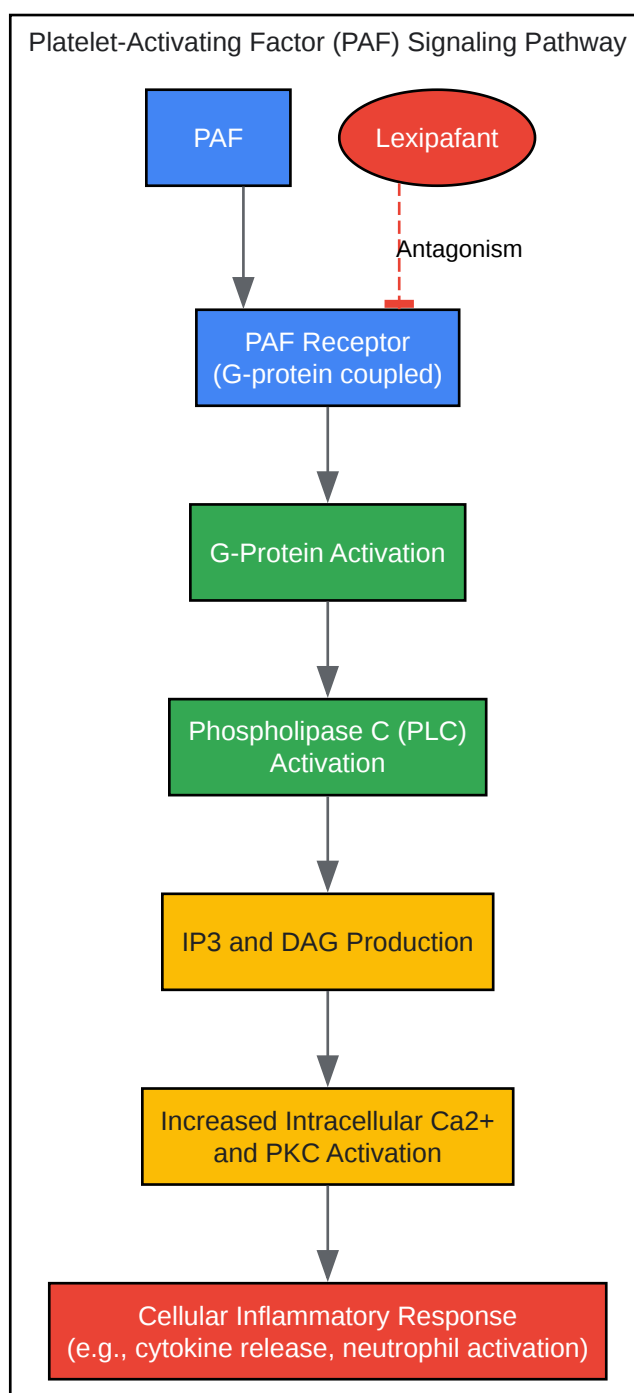 Platelet-Activating Factor (PAF) Signaling Pathway
PAF
Lexipafant
Antagonism
PAF Receptor
(G-protein coupled)
G-Protein Activation
Phospholipase C (PLC)
Activation
IP3 and DAG Production
Increased Intracellular Ca2+
and PKC Activation
Cellular Inflammatory Response
(e.g., cytokine release, neutrophil activation)